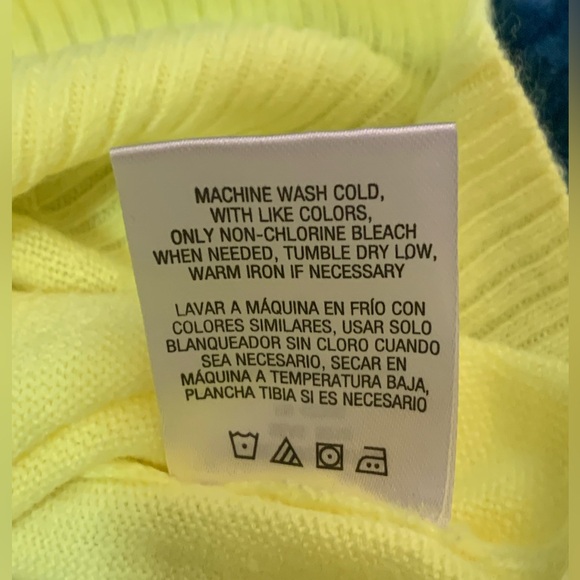 MACHINE WASH COLD,
WITH LIKE COLORS,
ONLY NON-CHLORINE BLEACH
WHEN NEEDED, TUMBLE DRY LOW,
WARM IRON IF NECESSARY
LAVAR A MÁQUINA EN FRÍO CON
COLORES SIMILARES, USAR SOLO
BLANQUEADOR SIN CLORO CUANDO
SEA NECESARIO, SECAR EN
MÁQUINA A TEMPERATURA BAJA,
PLANCHA TIBIA SI ES NECESARIO